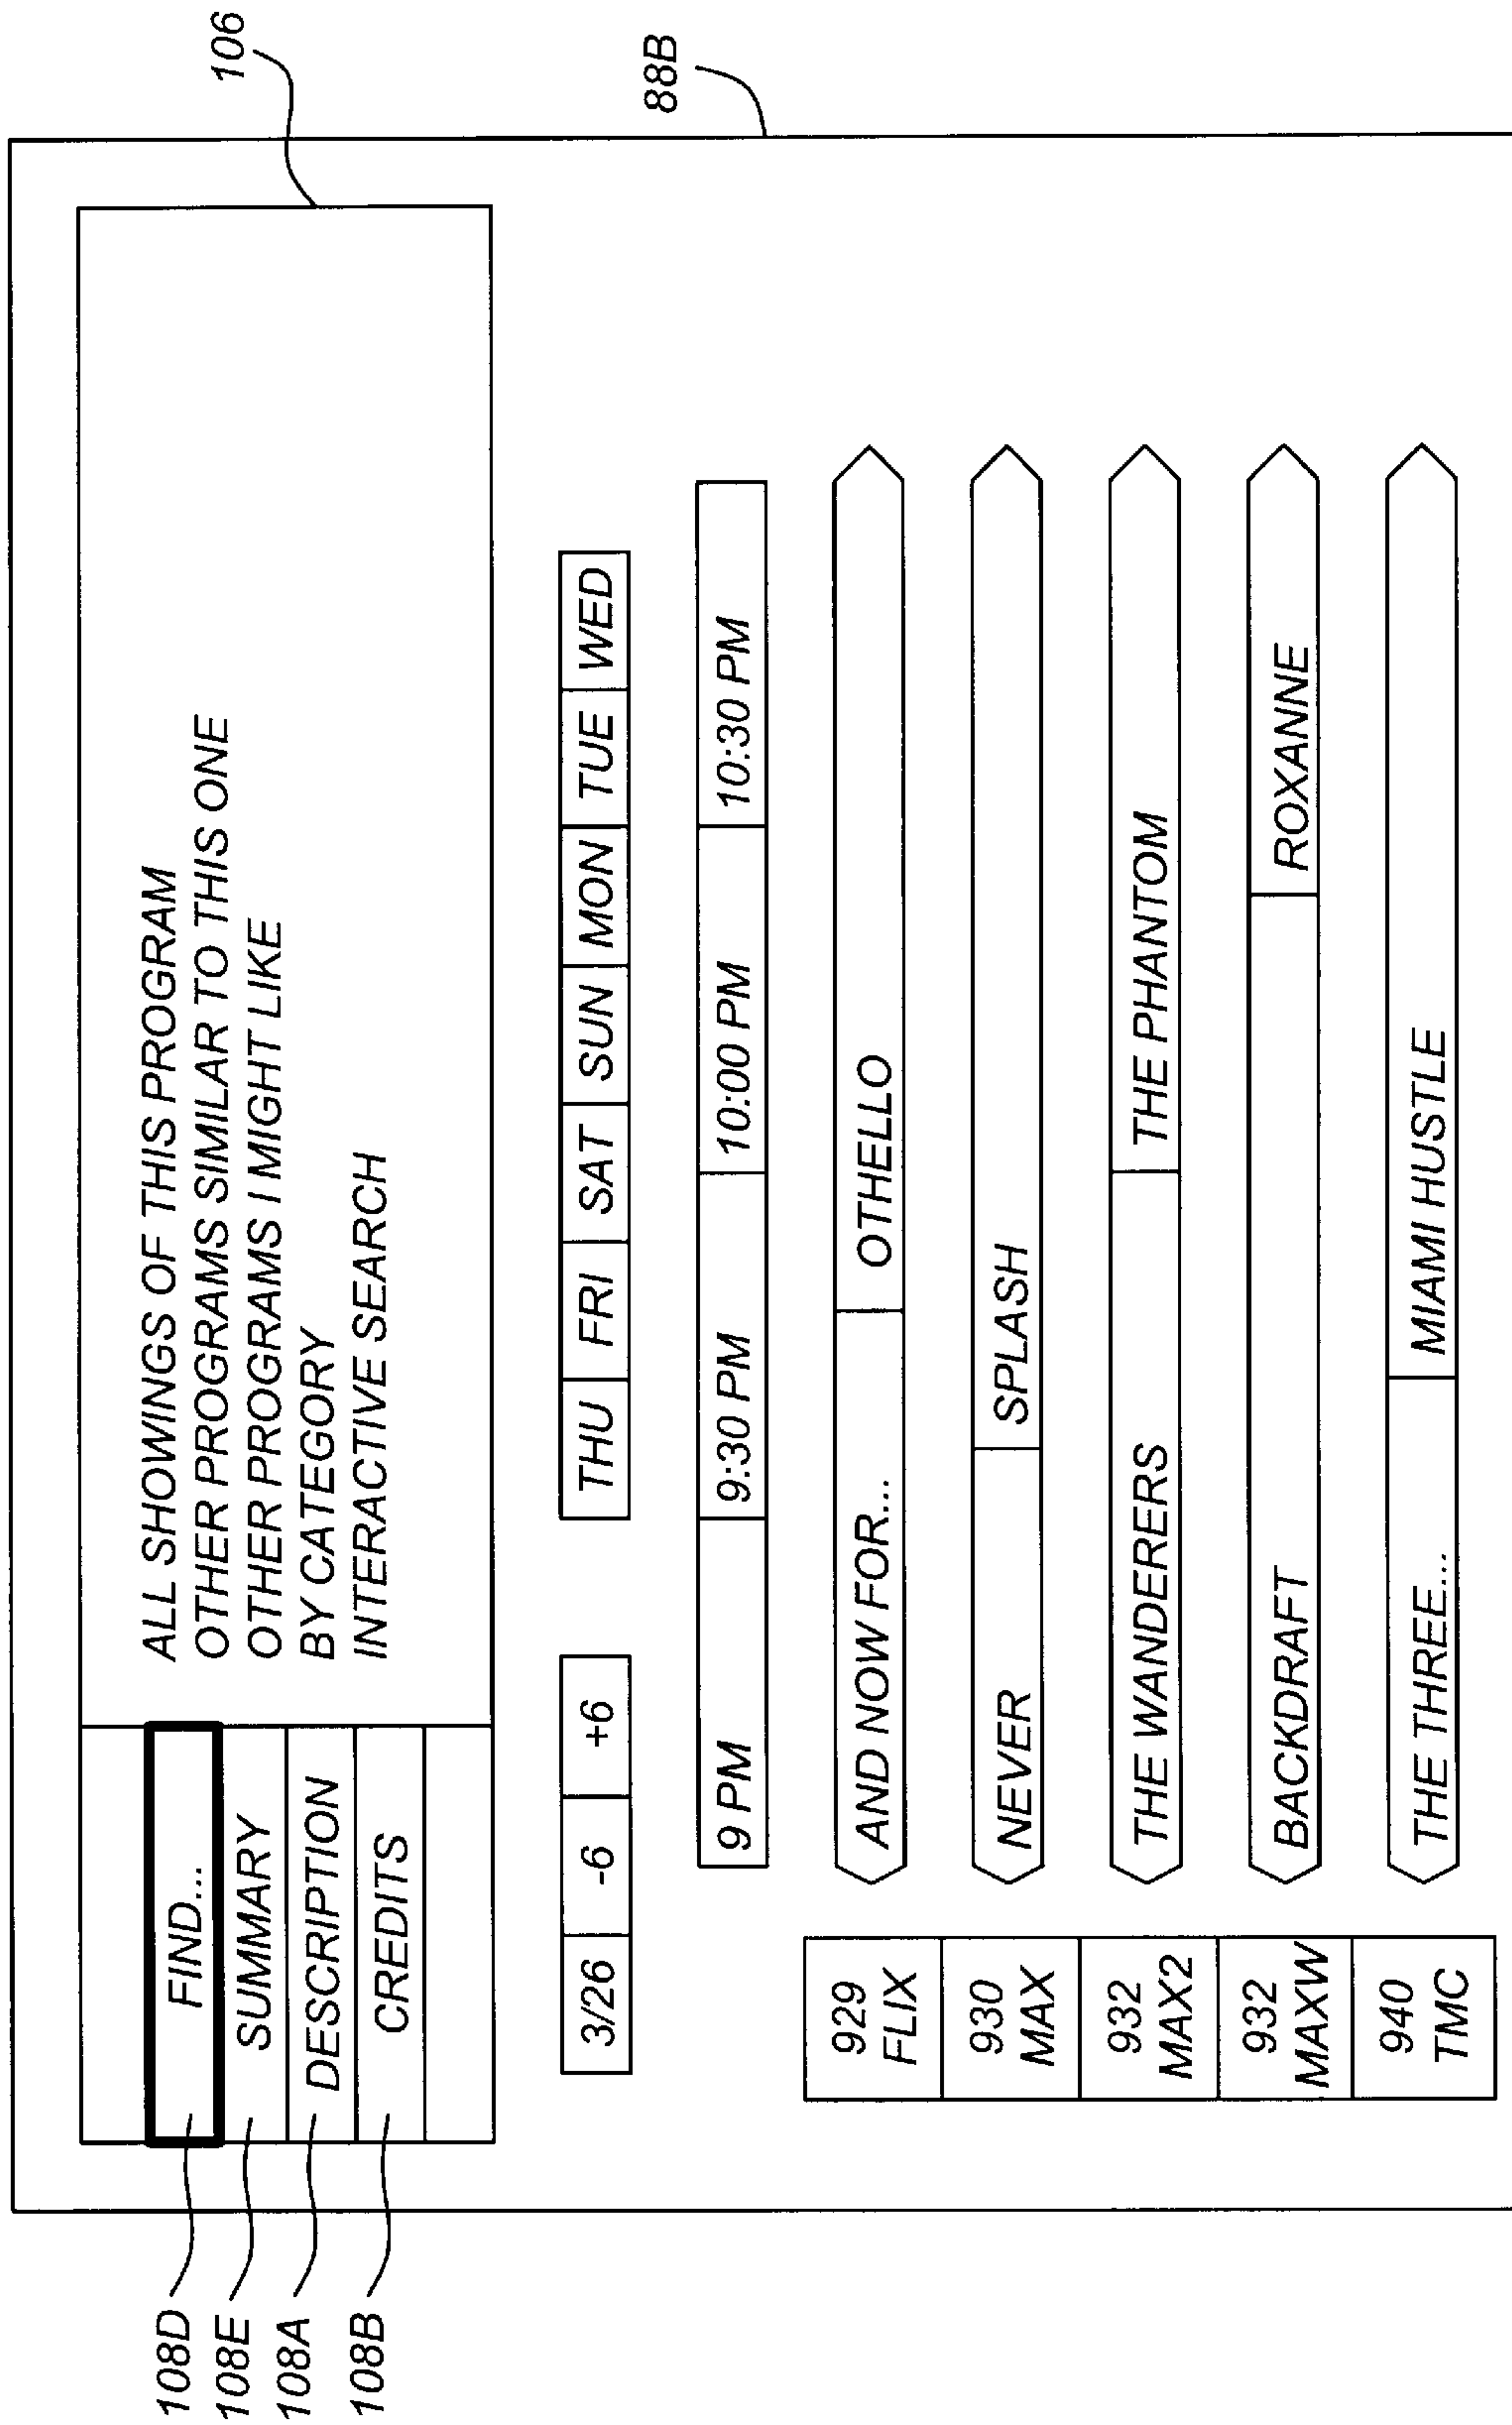 106
88B
108D
108E
108A
108B
FIND...
SUMMARY
DESCRIPTION
CREDITS
ALL SHOWINGS OF THIS PROGRAM
OTHER PROGRAMS SIMILAR TO THIS ONE
OTHER PROGRAMS I MIGHT LIKE
BY CATEGORY
INTERACTIVE SEARCH
3/26 -6 +6 THU FRI SAT SUN MON TUE WED
9 PM 9:30 PM 10:00 PM 10:30 PM
929
FLIX
AND NOW FOR... OTHELLO
930
MAX
NEVER SPLASH
932
MAX2
THE WANDERERS THE PHANTOM
932
MAXW
BACKDRAFT ROXANNE
940
TMC
THE THREE... MIAMI HUSTLE